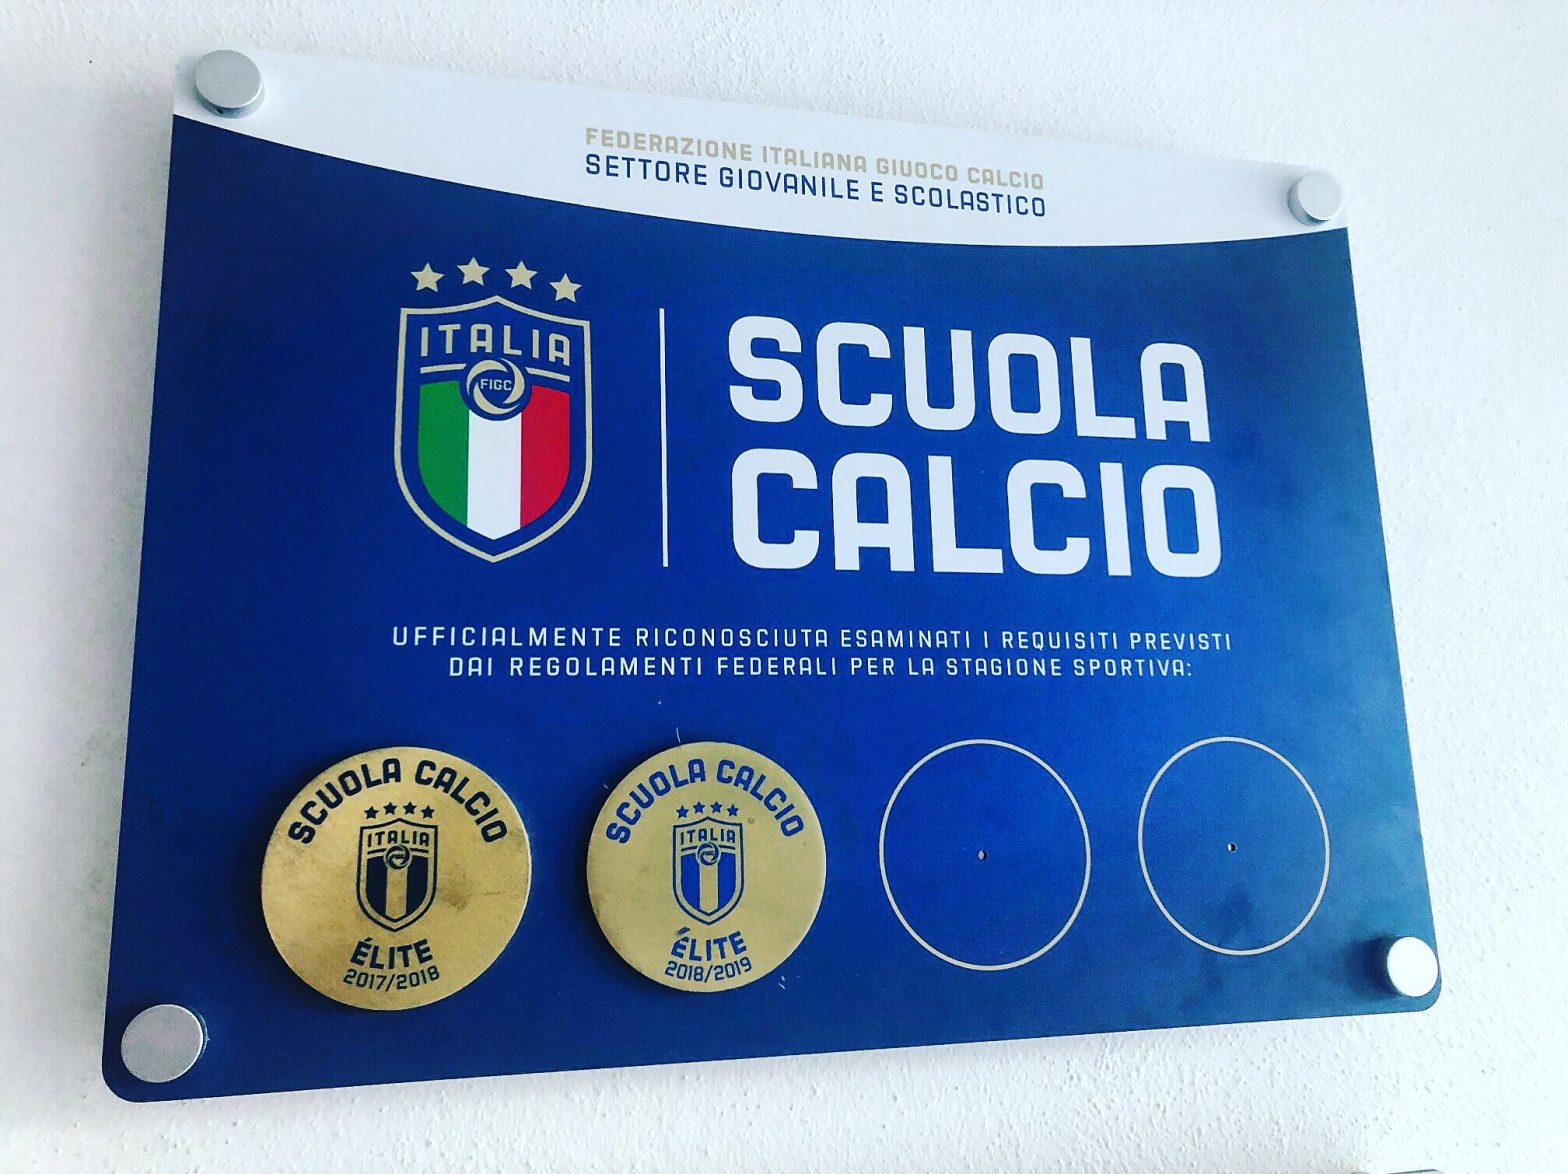 FEDERAZIONE ITALIANA GIUOCO CALCIO
SETTORE GIOVANILE E SCOLASTICO
ITALIA
FIGC
SCUOLA
CALCIO
UFFICIALMENTE RICONOSCIUTA ESAMINATI I REQUISITI PREVISTI
DAI REGOLAMENTI FEDERALI PER LA STAGIONE SPORTIVA:
SCUOLA CALCIO
ITALIA
ÉLITE
2017/2018
SCUOLA CALCIO
ITALIA
ÉLITE
2018/2019